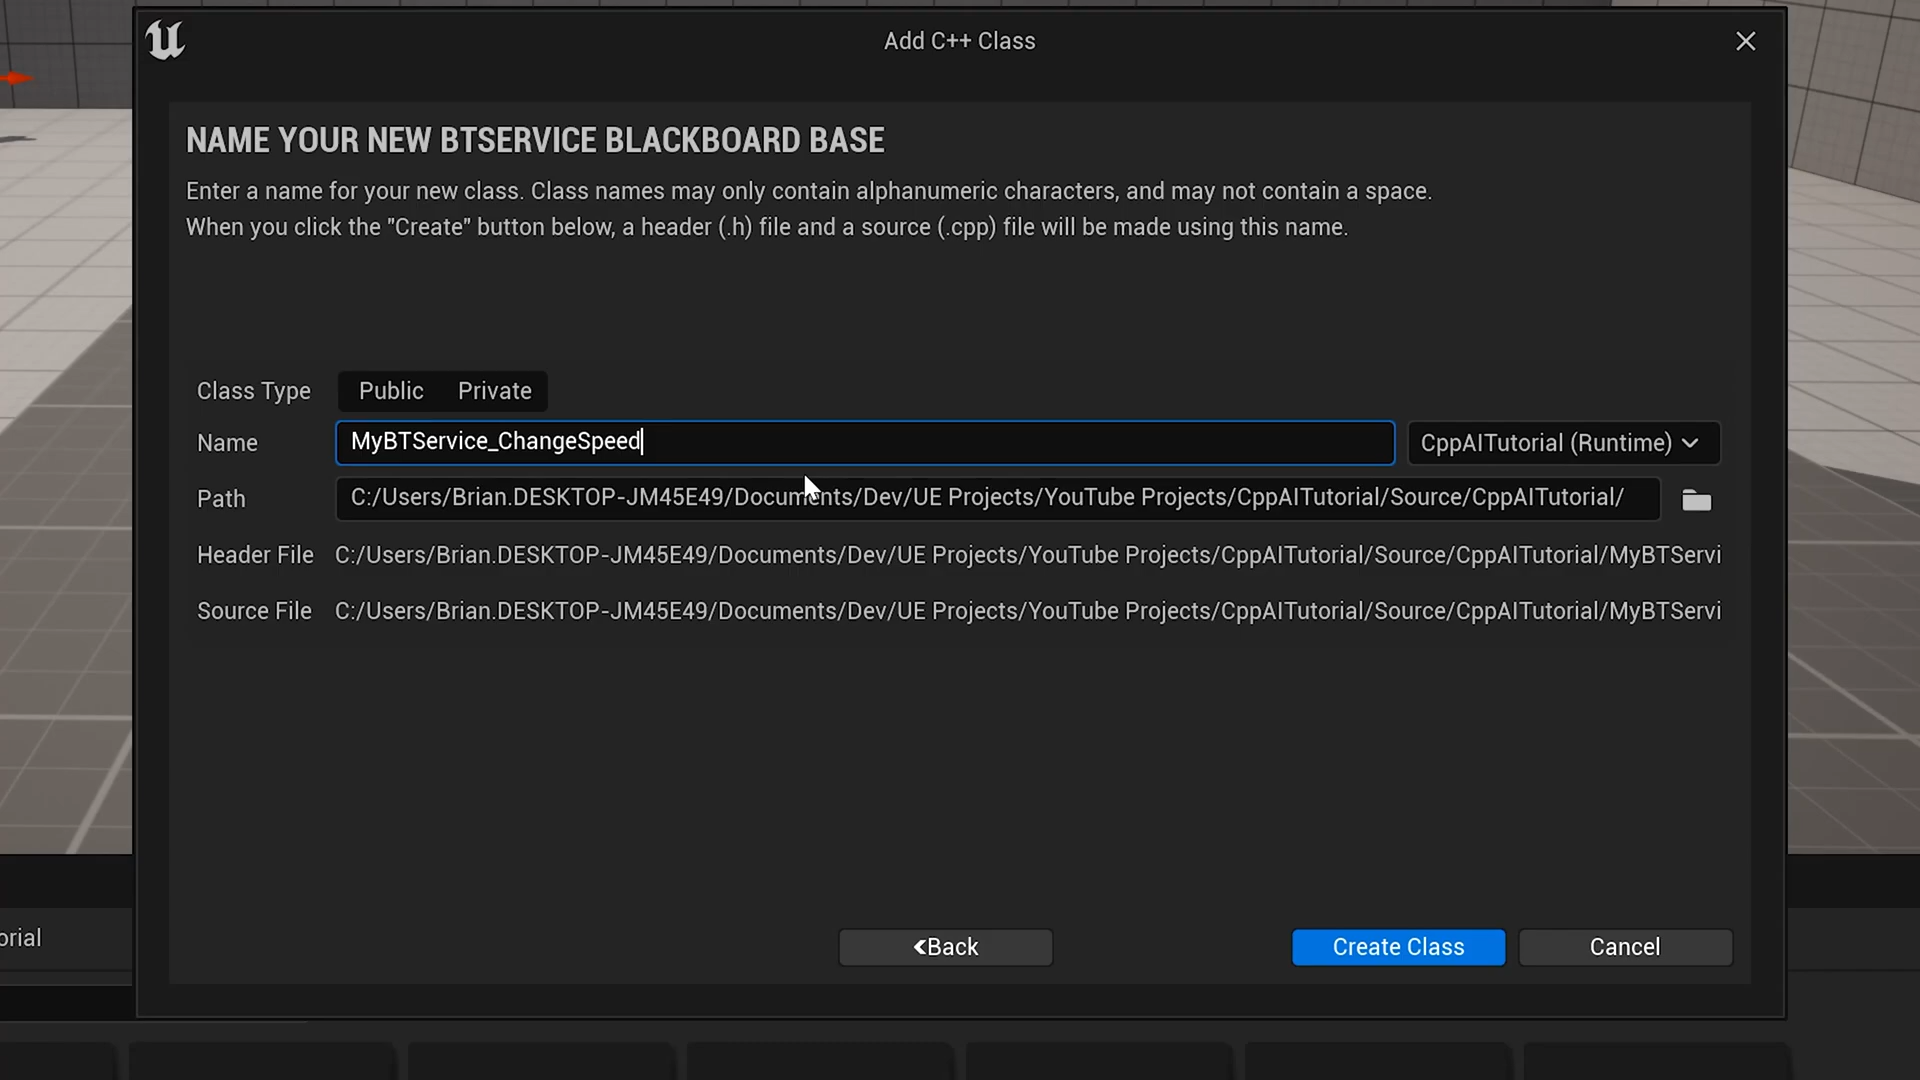 Add C++ Class
NAME YOUR NEW BTSERVICE BLACKBOARD BASE
Enter a name for your new class. Class names may only contain alphanumeric characters, and may not contain a space.
When you click the "Create" button below, a header (.h) file and a source (.cpp) file will be made using this name.
Class Type Public Private
Name MyBTService_ChangeSpeed CppAITutorial (Runtime)
Path C:/Users/Brian.DESKTOP-JM45E49/Documents/Dev/UE Projects/YouTube Projects/CppAITutorial/Source/CppAITutorial/
Header File C:/Users/Brian.DESKTOP-JM45E49/Documents/Dev/UE Projects/YouTube Projects/CppAITutorial/Source/CppAITutorial/MyBTServi
Source File C:/Users/Brian.DESKTOP-JM45E49/Documents/Dev/UE Projects/YouTube Projects/CppAITutorial/Source/CppAITutorial/MyBTServi
orial
Back Create Class Cancel